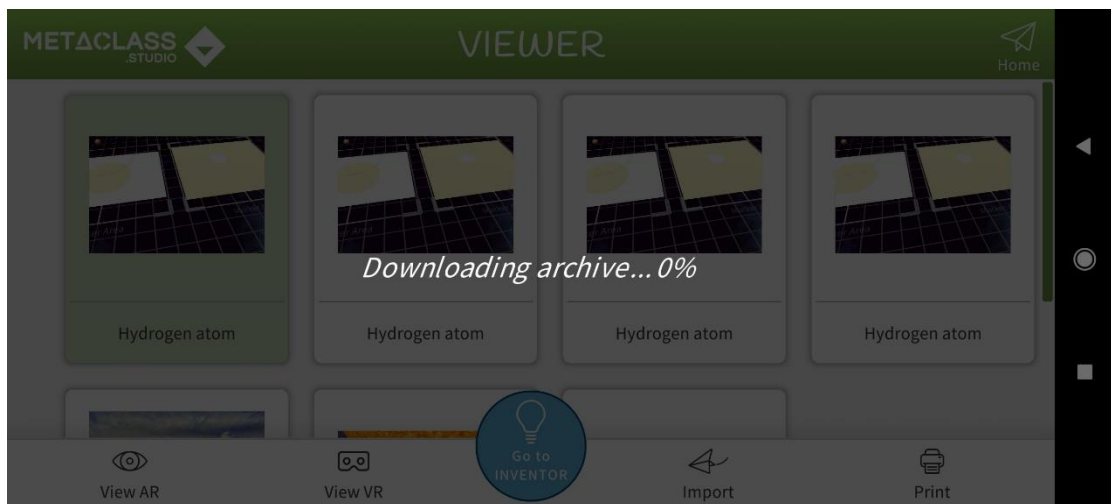 METACLASS
.STUDIO
VIEWER
Home
Downloading archive... 0%
Hydrogen atom
Hydrogen atom
Hydrogen atom
Hydrogen atom
View AR
View VR
Go to
INVENTOR
Import
Print